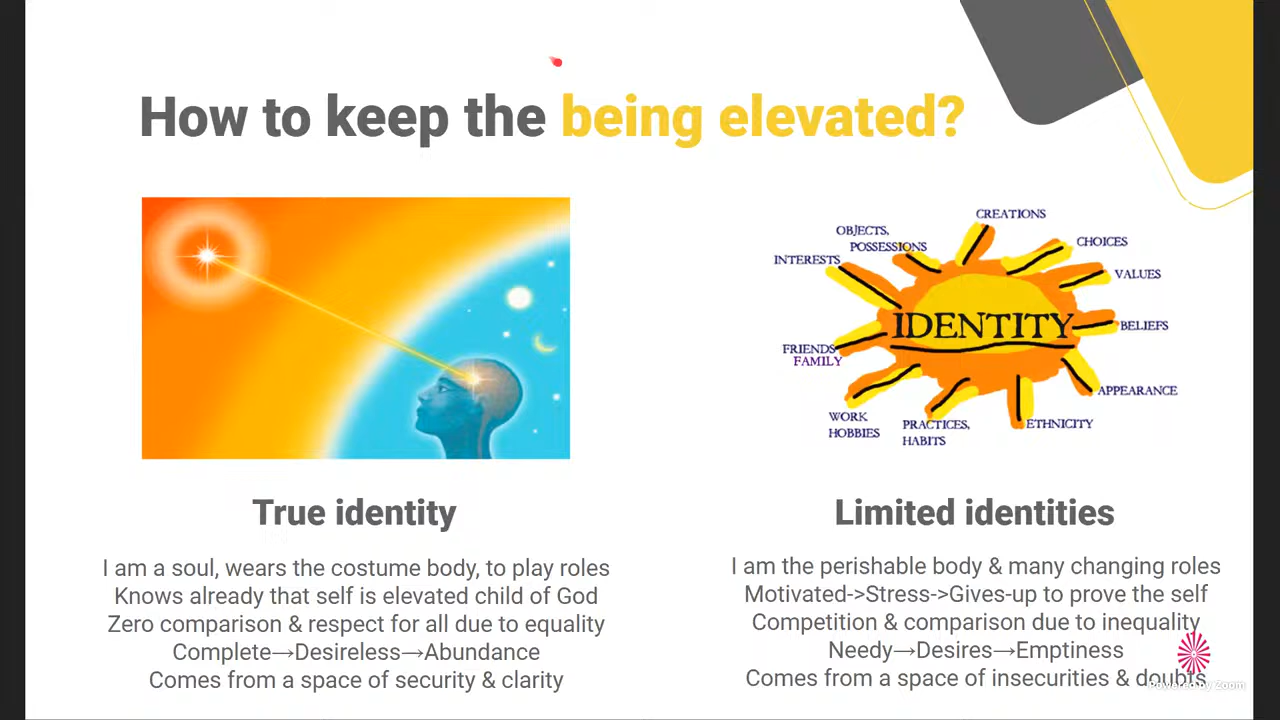 How to keep the being elevated?
CREATIONS
OBJECTS,
POSSESSIONS
CHOICES
INTERESTS
VALUES
IDENTITY
BELIEFS
FRIENDS
FAMILY
APPEARANCE
WORK
HOBBIES
PRACTICES,
HABITS
ETHNICITY
True identity
I am a soul, wears the costume body, to play roles
Knows already that self is elevated child of God
Zero comparison & respect for all due to equality
Complete→Desireless→Abundance
Comes from a space of security & clarity
Limited identities
I am the perishable body & many changing roles
Motivated->Stress->Gives-up to prove the self
Competition & comparison due to inequality
Needy→Desires→Emptiness
Comes from a space of insecurities & doubts
Powered by Zoom